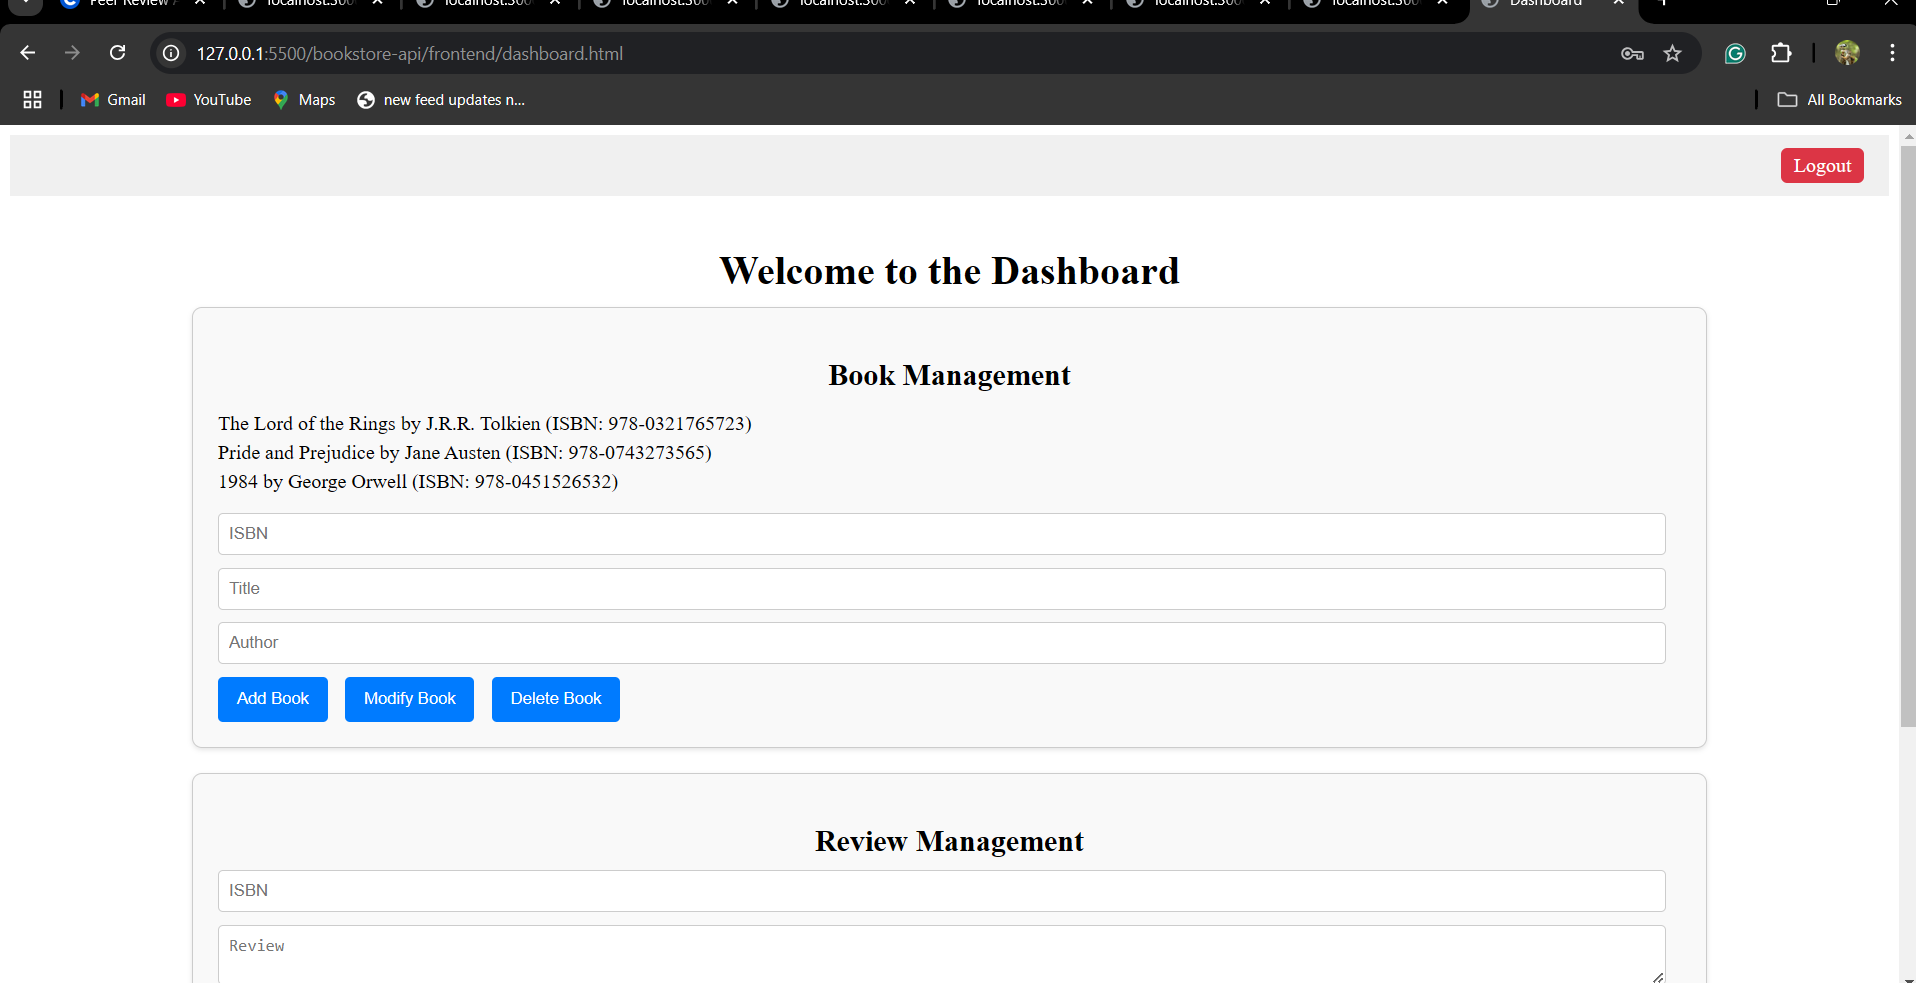 Peer Review
localhost:300 localhost:300 localhost:300 localhost:300 localhost:300 localhost:300 localhost:300 Dashboard
127.0.0.1:5500/bookstore-api/frontend/dashboard.html
Gmail YouTube Maps new feed updates n... All Bookmarks
Logout
Welcome to the Dashboard
Book Management
The Lord of the Rings by J.R.R. Tolkien (ISBN: 978-0321765723)
Pride and Prejudice by Jane Austen (ISBN: 978-0743273565)
1984 by George Orwell (ISBN: 978-0451526532)
ISBN
Title
Author
Add Book Modify Book Delete Book
Review Management
ISBN
Review